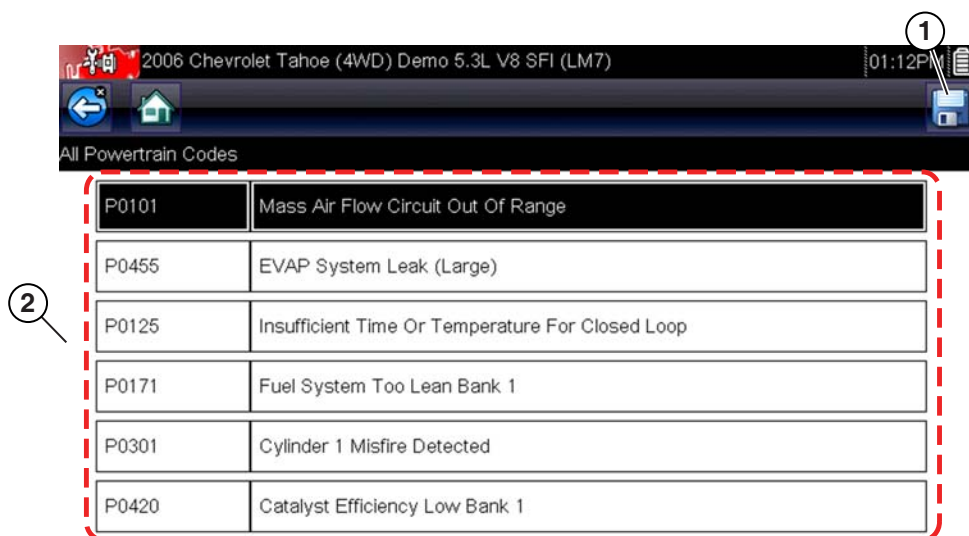 1
2006 Chevrolet Tahoe (4WD) Demo 5.3L V8 SFI (LM7) 01:12PM
All Powertrain Codes
P0101 Mass Air Flow Circuit Out Of Range
P0455 EVAP System Leak (Large)
2
P0125 Insufficient Time Or Temperature For Closed Loop
P0171 Fuel System Too Lean Bank 1
P0301 Cylinder 1 Misfire Detected
P0420 Catalyst Efficiency Low Bank 1